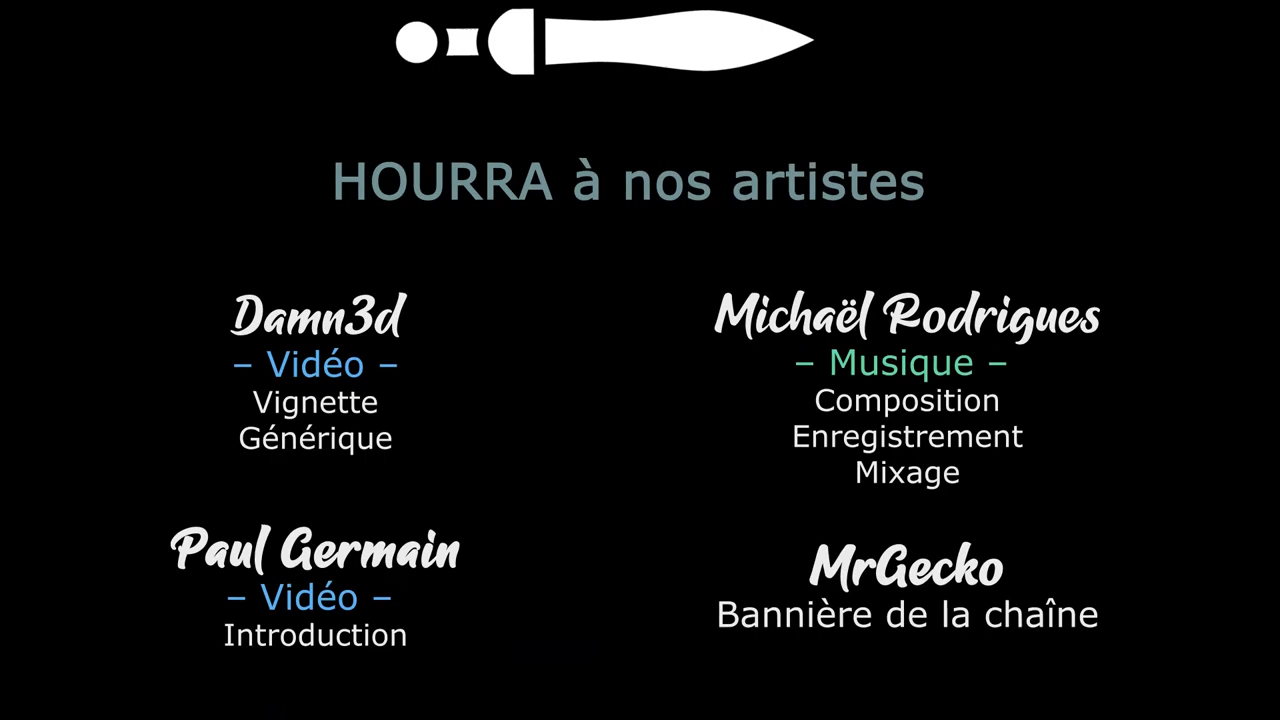 HOURRA à nos artistes
Damn3d
– Vidéo –
Vignette
Générique
Michaël Rodrigues
– Musique –
Composition
Enregistrement
Mixage
Paul Germain
– Vidéo –
Introduction
MrGecko
Bannière de la chaîne